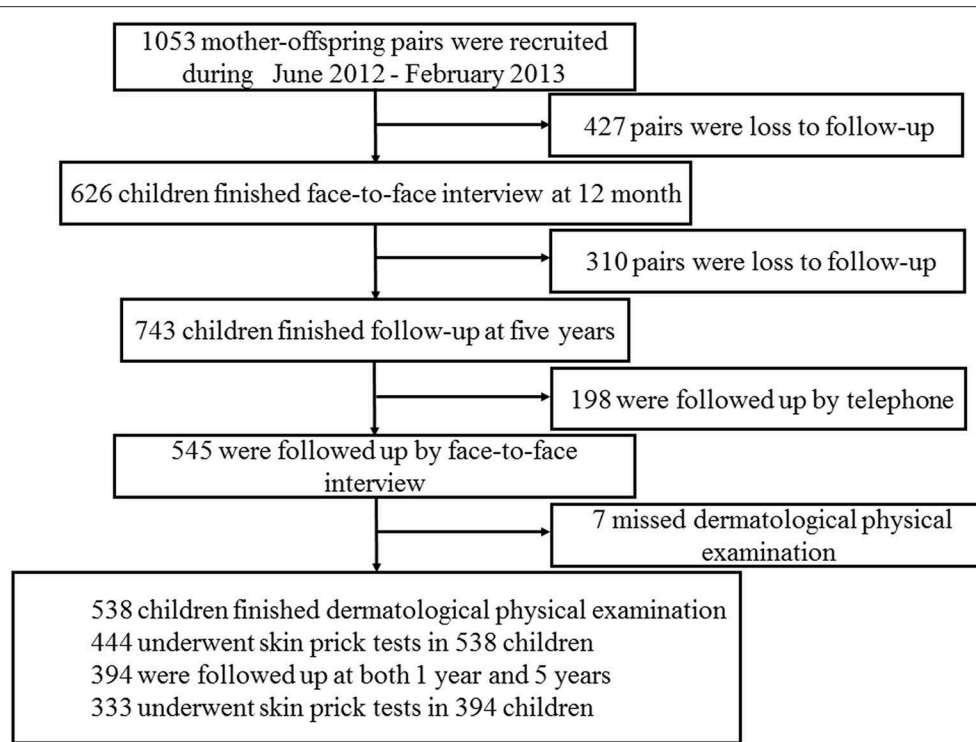 1053 mother-offspring pairs were recruited
during June 2012 - February 2013
427 pairs were loss to follow-up
626 children finished face-to-face interview at 12 month
310 pairs were loss to follow-up
743 children finished follow-up at five years
198 were followed up by telephone
545 were followed up by face-to-face
interview
7 missed dermatological physical
examination
538 children finished dermatological physical examination
444 underwent skin prick tests in 538 children
394 were followed up at both 1 year and 5 years
333 underwent skin prick tests in 394 children